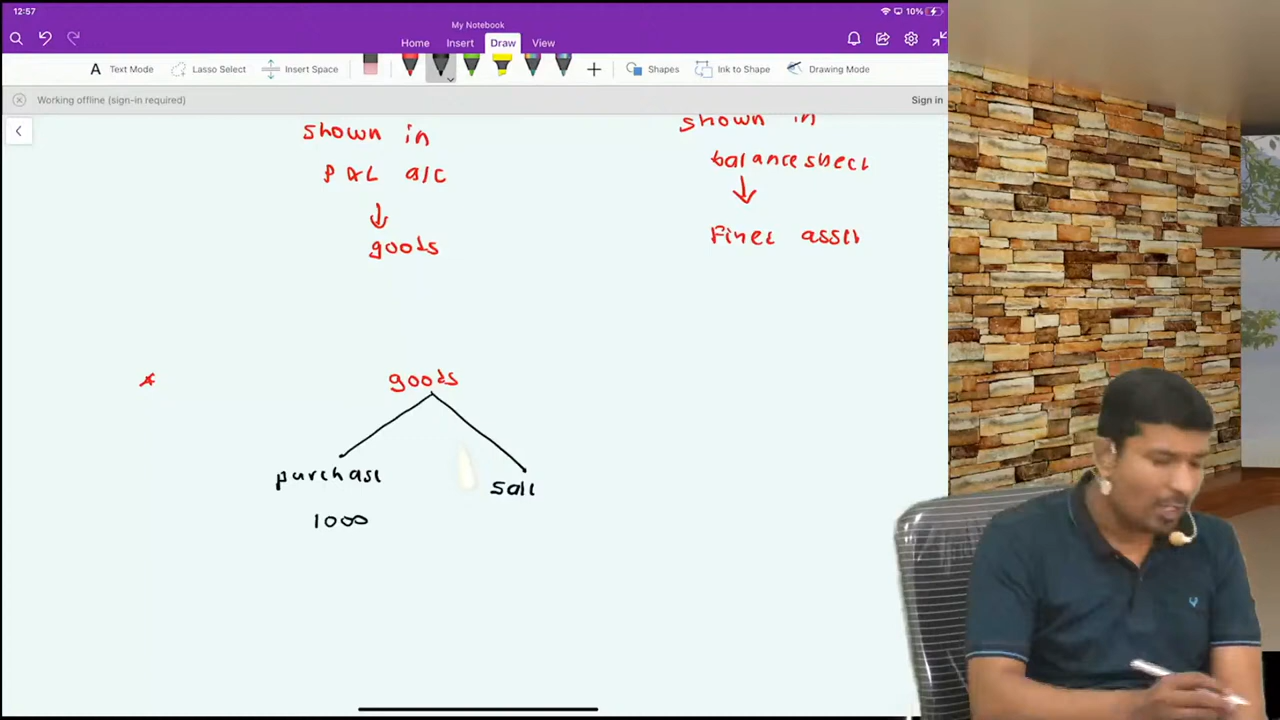 12:57
10%
My Notebook
Home Insert Draw View
Text Mode Lasso Select Insert Space Shapes Ink to Shape Drawing Mode
Working offline (sign-in required) Sign in
shown in
P&L a/c
goods
shown in
balancesheet
Fixed asset
goods
purchase
sale
1000